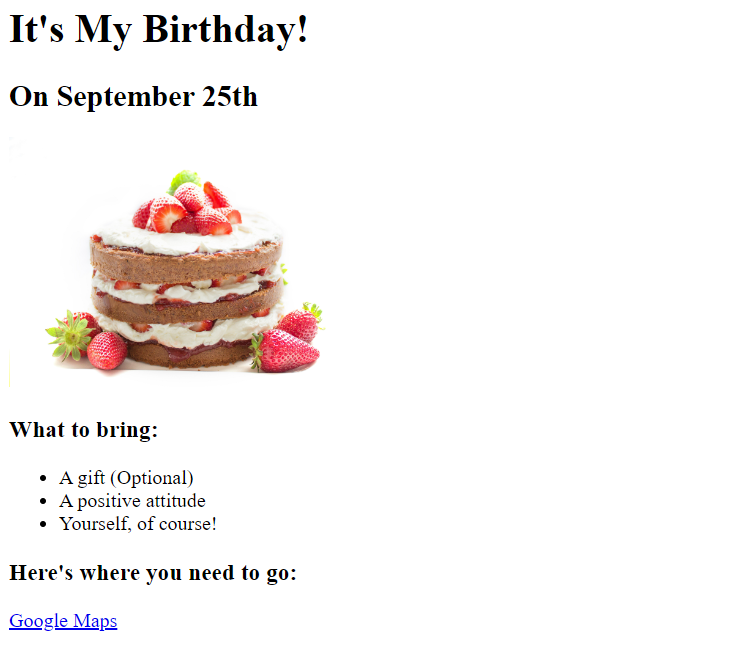 It's My Birthday!
On September 25th
What to bring:
A gift (Optional)
A positive attitude
Yourself, of course!
Here's where you need to go:
Google Maps